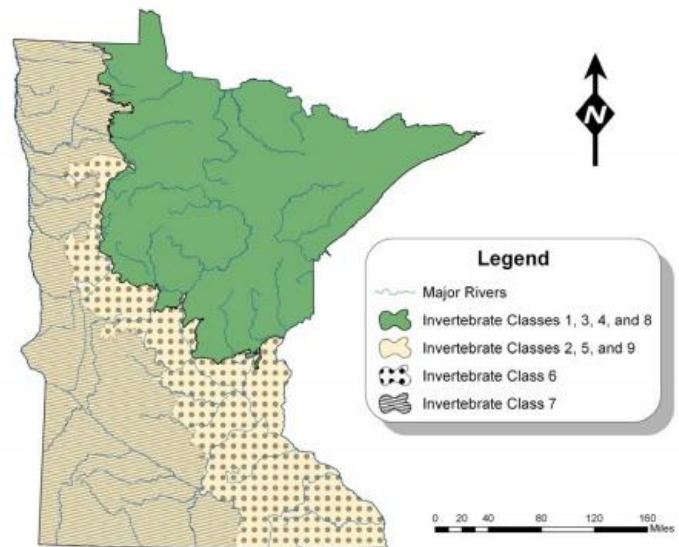 N
Legend
Major Rivers
Invertebrate Classes 1, 3, 4, and 8
Invertebrate Classes 2, 5, and 9
Invertebrate Class 6
Invertebrate Class 7
0 20 40 80 120 160
Miles